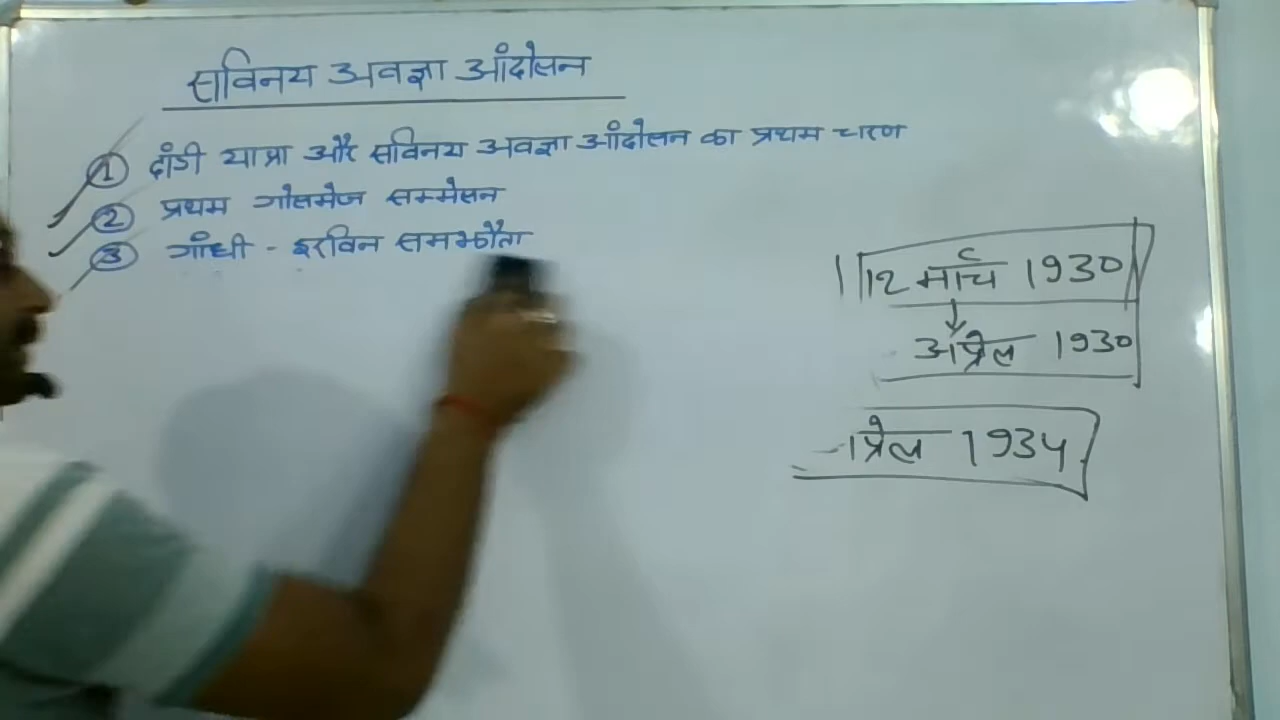 सविनय अवज्ञा आंदोलन
① दांडी यात्रा और सविनय अवज्ञा आंदोलन का प्रथम चरण
② प्रथम गोलमेज सम्मेलन
③ गांधी - इरविन समझौता
12 मार्च 1930
अप्रैल 1930
प्रैल 1934